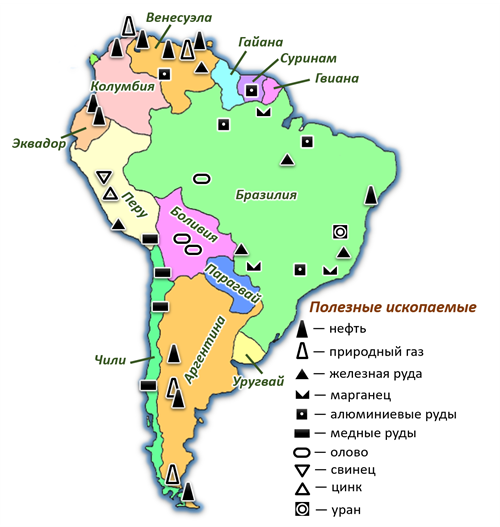 Венесуэла
Гайана
Суринам
Гвиана
Колумбия
Эквадор
Перу
Бразилия
Боливия
Парагвай
Чили
Аргентина
Уругвай
Полезные ископаемые
— нефть
— природный газ
— железная руда
— марганец
— алюминиевые руды
— медные руды
— олово
— свинец
— цинк
— уран